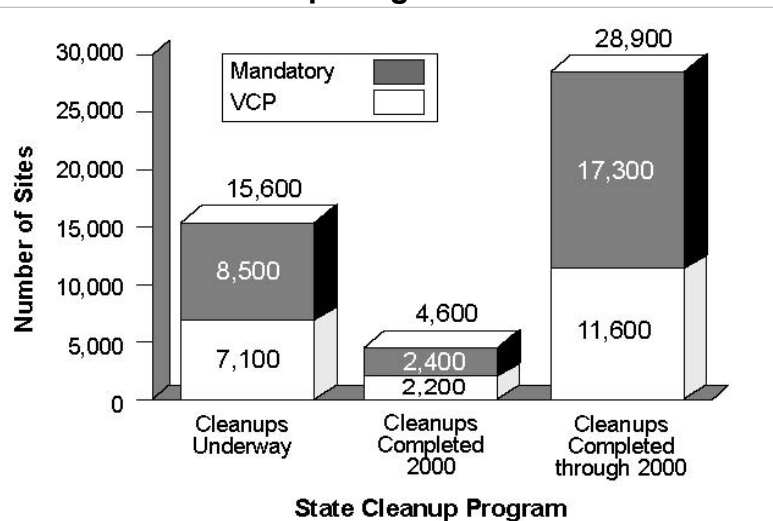 30,000
25,000
20,000
15,000
10,000
5,000
0
Number of Sites
Mandatory
VCP
15,600
8,500
7,100
4,600
2,400
2,200
28,900
17,300
11,600
Cleanups
Underway
Cleanups
Completed
2000
Cleanups
Completed
through 2000
State Cleanup Program